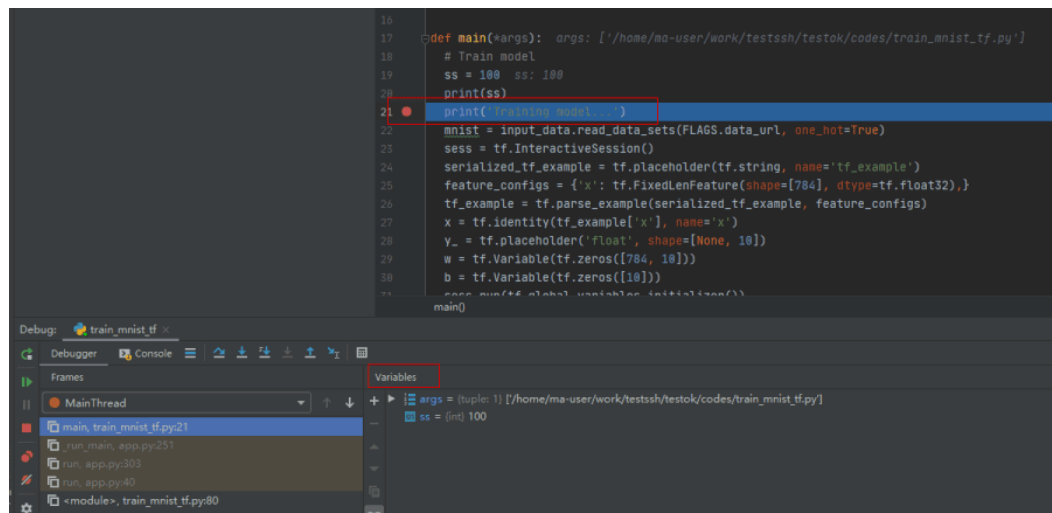 16
17 def main(*args): args: ['/home/ma-user/work/testssh/testok/codes/train_mnist_tf.py']
18 # Train model
19 ss = 100 ss: 100
20 print(ss)
21 print('Training model...')
22 mnist = input_data.read_data_sets(FLAGS.data_url, one_hot=True)
23 sess = tf.InteractiveSession()
24 serialized_tf_example = tf.placeholder(tf.string, name='tf_example')
25 feature_configs = {'x': tf.FixedLenFeature(shape=[784], dtype=tf.float32),}
26 tf_example = tf.parse_example(serialized_tf_example, feature_configs)
27 x = tf.identity(tf_example['x'], name='x')
28 y_ = tf.placeholder('float', shape=[None, 10])
29 w = tf.Variable(tf.zeros([784, 10]))
30 b = tf.Variable(tf.zeros([10]))
31 sess.run(tf.global_variables_initializer())
main()
Debug: train_mnist_tf
Debugger Console
Frames Variables
MainThread
args = {tuple: 1} ['/home/ma-user/work/testssh/testok/codes/train_mnist_tf.py']
ss = {int} 100
main, train_mnist_tf.py:21
_run_main, app.py:251
run, app.py:303
run, app.py:40
<module>, train_mnist_tf.py:80